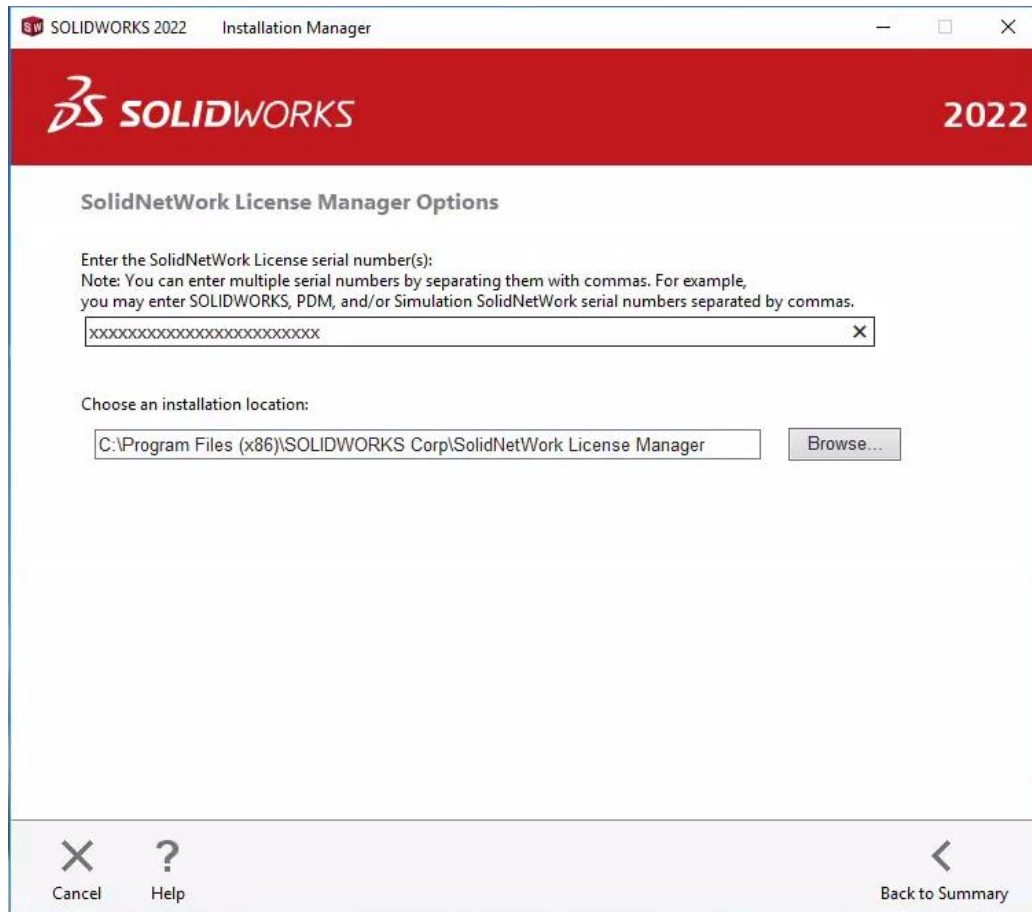 SW SOLIDWORKS 2022 Installation Manager
DS SOLIDWORKS 2022
SolidNetWork License Manager Options
Enter the SolidNetWork License serial number(s):
Note: You can enter multiple serial numbers by separating them with commas. For example,
you may enter SOLIDWORKS, PDM, and/or Simulation SolidNetWork serial numbers separated by commas.
xxxxxxxxxxxxxxxxxxxxxxxx
Choose an installation location:
C:\Program Files (x86)\SOLIDWORKS Corp\SolidNetWork License Manager Browse...
Cancel Help Back to Summary